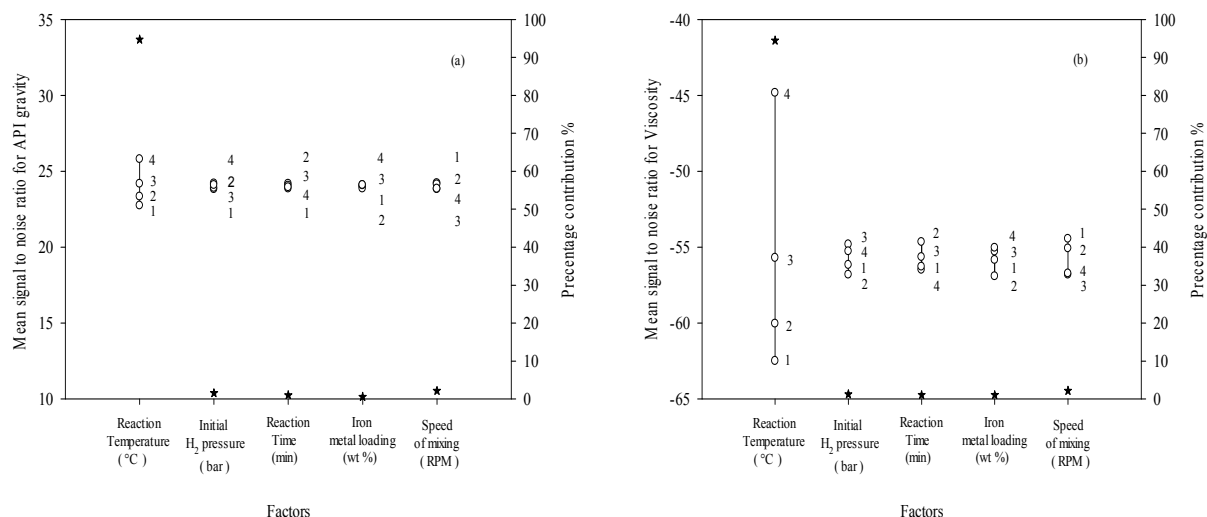 (a)
Mean signal to noise ratio for API gravity
35
30
25
20
15
10
100
90
80
70
60
50
40
30
20
10
0
Precentage contribution %
4
3
2
1
4
2
3
1
2
3
4
1
4
3
1
2
1
2
4
3
Reaction
Temperature
( °C )
Initial
H2 pressure
(bar)
Reaction
Time
(min)
Iron
metal loading
(wt %)
Speed
of mixing
( RPM )
Factors
(b)
Mean signal to noise ratio for Viscosity
-40
-45
-50
-55
-60
-65
100
90
80
70
60
50
40
30
20
10
0
Precentage contribution %
4
3
2
1
3
4
1
2
2
3
1
4
4
3
1
2
1
2
4
3
Reaction
Temperature
( °C )
Initial
H2 pressure
(bar)
Reaction
Time
(min)
Iron
metal loading
(wt %)
Speed
of mixing
( RPM )
Factors